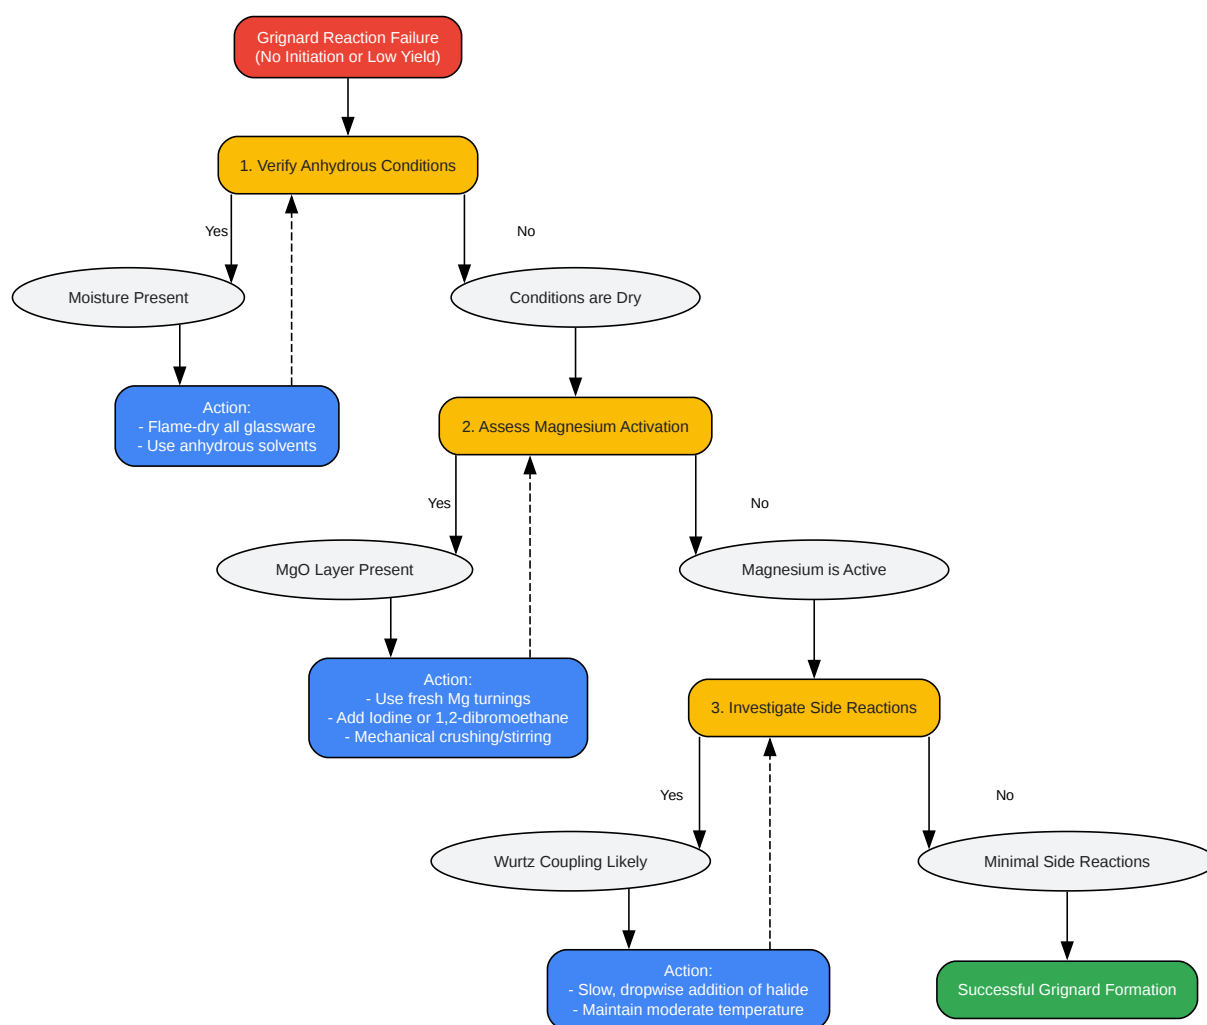 Grignard Reaction Failure
(No Initiation or Low Yield)
1. Verify Anhydrous Conditions
Yes
No
Moisture Present
Conditions are Dry
Action:
- Flame-dry all glassware
- Use anhydrous solvents
2. Assess Magnesium Activation
Yes
No
MgO Layer Present
Magnesium is Active
Action:
- Use fresh Mg turnings
- Add Iodine or 1,2-dibromoethane
- Mechanical crushing/stirring
3. Investigate Side Reactions
Yes
No
Wurtz Coupling Likely
Minimal Side Reactions
Action:
- Slow, dropwise addition of halide
- Maintain moderate temperature
Successful Grignard Formation